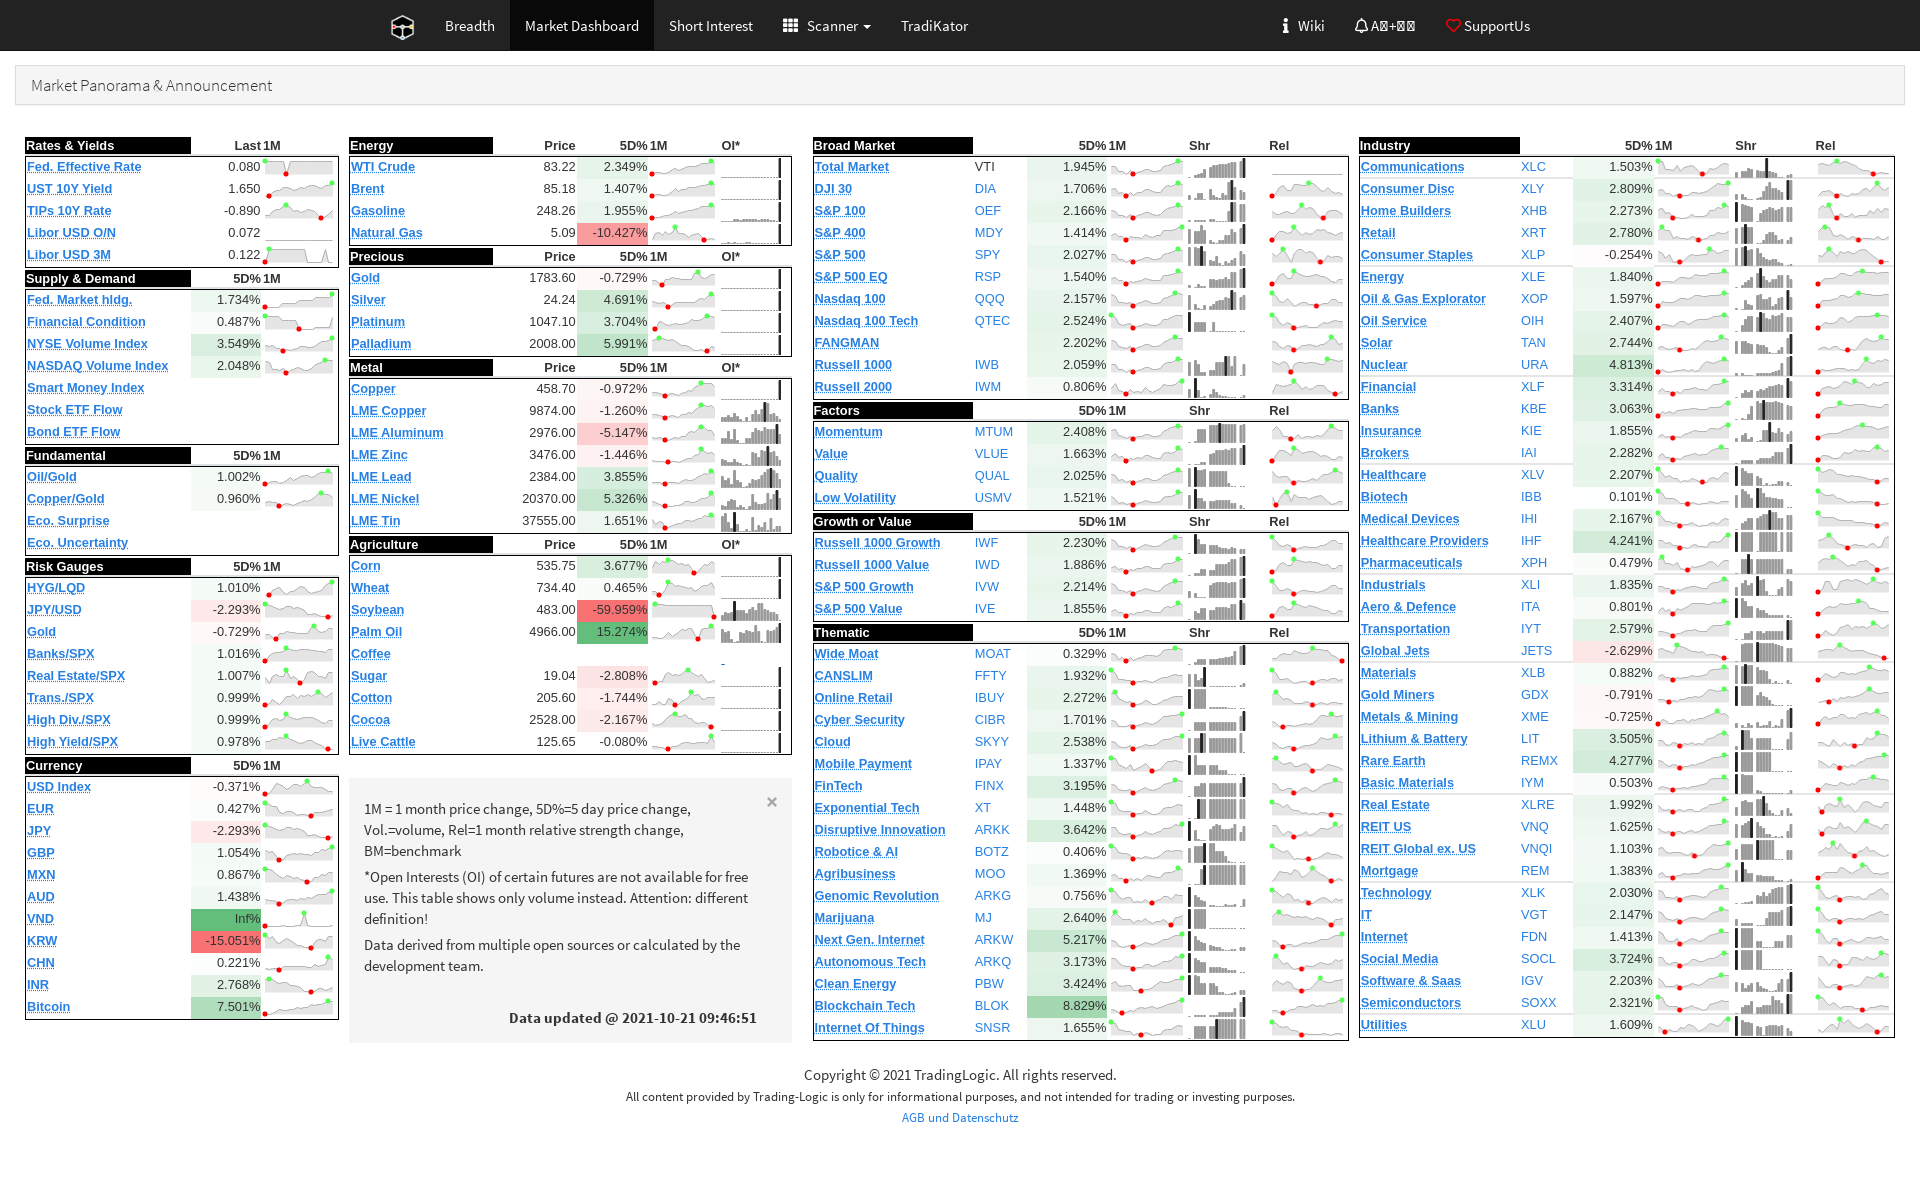 Breadth Market Dashboard Short Interest Scanner TradiKator Wiki SupportUs
Market Panorama & Announcement
Rates & Yields Last 1M
Fed. Effective Rate 0.080
UST 10Y Yield 1.650
TIPs 10Y Rate -0.890
Libor USD O/N 0.072
Libor USD 3M 0.122
Supply & Demand 5D% 1M
Fed. Market hldg. 1.734%
Financial Condition 0.487%
NYSE Volume Index 3.549%
NASDAQ Volume Index 2.048%
Smart Money Index
Stock ETF Flow
Bond ETF Flow
Fundamental 5D% 1M
Oil/Gold 1.002%
Copper/Gold 0.960%
Eco. Surprise
Eco. Uncertainty
Risk Gauges 5D% 1M
HYG/LQD 1.010%
JPY/USD -2.293%
Gold -0.729%
Banks/SPX 1.016%
Real Estate/SPX 1.007%
Trans./SPX 0.999%
High Div./SPX 0.999%
High Yield/SPX 0.978%
Currency 5D% 1M
USD Index -0.371%
EUR 0.427%
JPY -2.293%
GBP 1.054%
MXN 0.867%
AUD 1.438%
VND Inf%
KRW -15.051%
CHN 0.221%
INR 2.768%
Bitcoin 7.501%
Energy Price 5D% 1M OI*
WTI Crude 83.22 2.349%
Brent 85.18 1.407%
Gasoline 248.26 1.955%
Natural Gas 5.09 -10.427%
Precious Price 5D% 1M OI*
Gold 1783.60 -0.729%
Silver 24.24 4.691%
Platinum 1047.10 3.704%
Palladium 2008.00 5.991%
Metal Price 5D% 1M OI*
Copper 458.70 -0.972%
LME Copper 9874.00 -1.260%
LME Aluminum 2976.00 -5.147%
LME Zinc 3476.00 -1.446%
LME Lead 2384.00 3.855%
LME Nickel 20370.00 5.326%
LME Tin 37555.00 1.651%
Agriculture Price 5D% 1M OI*
Corn 535.75 3.677%
Wheat 734.40 0.465%
Soybean 483.00 -59.959%
Palm Oil 4966.00 15.274%
Coffee -
Sugar 19.04 -2.808%
Cotton 205.60 -1.744%
Cocoa 2528.00 -2.167%
Live Cattle 125.65 -0.080%
×
1M = 1 month price change, 5D%=5 day price change,
Vol.=volume, Rel=1 month relative strength change,
BM=benchmark
*Open Interests (OI) of certain futures are not available for free
use. This table shows only volume instead. Attention: different
definition!
Data derived from multiple open sources or calculated by the
development team.
Data updated @ 2021-10-21 09:46:51
Broad Market 5D% 1M Shr Rel
Total Market VTI 1.945%
DJI 30 DIA 1.706%
S&P 100 OEF 2.166%
S&P 400 MDY 1.414%
S&P 500 SPY 2.027%
S&P 500 EQ RSP 1.540%
Nasdaq 100 QQQ 2.157%
Nasdaq 100 Tech QTEC 2.524%
FANGMAN 2.202%
Russell 1000 IWB 2.059%
Russell 2000 IWM 0.806%
Factors 5D% 1M Shr Rel
Momentum MTUM 2.408%
Value VLUE 1.663%
Quality QUAL 2.025%
Low Volatility USMV 1.521%
Growth or Value 5D% 1M Shr Rel
Russell 1000 Growth IWF 2.230%
Russell 1000 Value IWD 1.886%
S&P 500 Growth IVW 2.214%
S&P 500 Value IVE 1.855%
Thematic 5D% 1M Shr Rel
Wide Moat MOAT 0.329%
CANSLIM FFTY 1.932%
Online Retail IBUY 2.272%
Cyber Security CIBR 1.701%
Cloud SKYY 2.538%
Mobile Payment IPAY 1.337%
FinTech FINX 3.195%
Exponential Tech XT 1.448%
Disruptive Innovation ARKK 3.642%
Robotice & AI BOTZ 0.406%
Agribusiness MOO 1.369%
Genomic Revolution ARKG 0.756%
Marijuana MJ 2.640%
Next Gen. Internet ARKW 5.217%
Autonomous Tech ARKQ 3.173%
Clean Energy PBW 3.424%
Blockchain Tech BLOK 8.829%
Internet Of Things SNSR 1.655%
Industry 5D% 1M Shr Rel
Communications XLC 1.503%
Consumer Disc XLY 2.809%
Home Builders XHB 2.273%
Retail XRT 2.780%
Consumer Staples XLP -0.254%
Energy XLE 1.840%
Oil & Gas Explorator XOP 1.597%
Oil Service OIH 2.407%
Solar TAN 2.744%
Nuclear URA 4.813%
Financial XLF 3.314%
Banks KBE 3.063%
Insurance KIE 1.855%
Brokers IAI 2.282%
Healthcare XLV 2.207%
Biotech IBB 0.101%
Medical Devices IHI 2.167%
Healthcare Providers IHF 4.241%
Pharmaceuticals XPH 0.479%
Industrials XLI 1.835%
Aero & Defence ITA 0.801%
Transportation IYT 2.579%
Global Jets JETS -2.629%
Materials XLB 0.882%
Gold Miners GDX -0.791%
Metals & Mining XME -0.725%
Lithium & Battery LIT 3.505%
Rare Earth REMX 4.277%
Basic Materials IYM 0.503%
Real Estate XLRE 1.992%
REIT US VNQ 1.625%
REIT Global ex. US VNQI 1.103%
Mortgage REM 1.383%
Technology XLK 2.030%
IT VGT 2.147%
Internet FDN 1.413%
Social Media SOCL 3.724%
Software & Saas IGV 2.203%
Semiconductors SOXX 2.321%
Utilities XLU 1.609%
Copyright © 2021 TradingLogic. All rights reserved.
All content provided by Trading-Logic is only for informational purposes, and not intended for trading or investing purposes.
AGB und Datenschutz